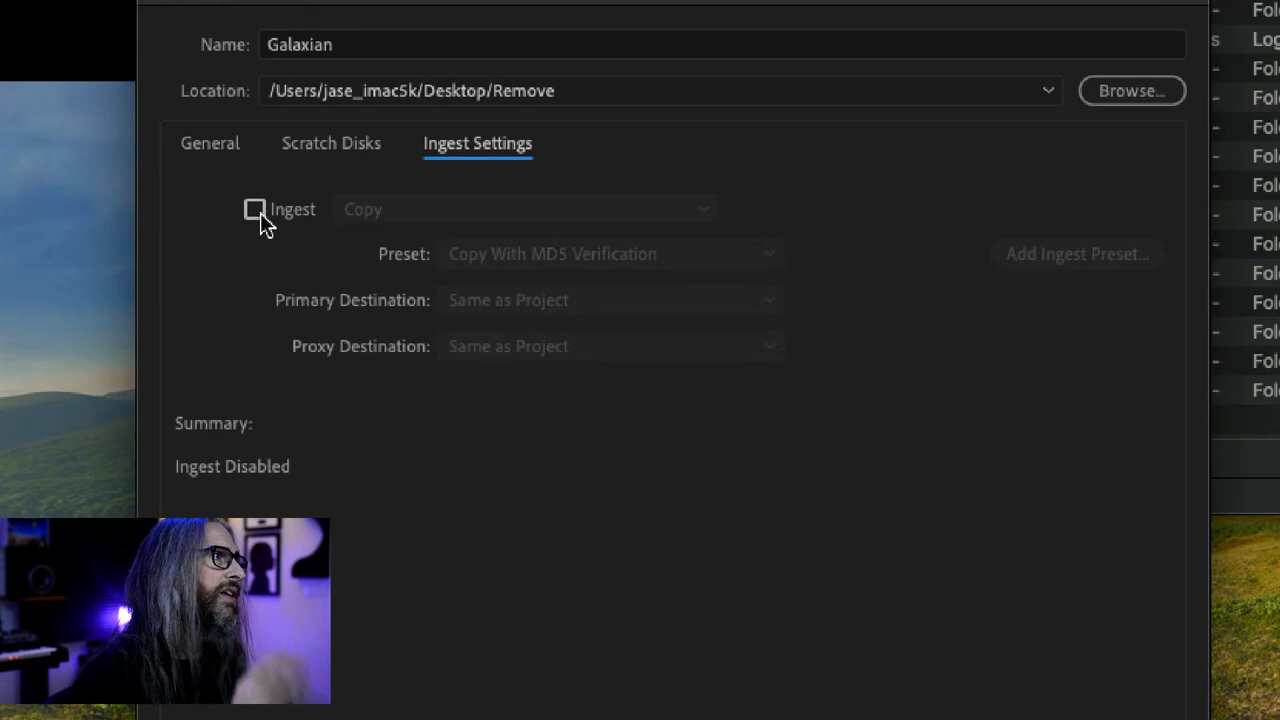 Name: Galaxian
Location: /Users/jase_imac5k/Desktop/Remove Browse...
General Scratch Disks Ingest Settings
Ingest Copy
Preset: Copy With MD5 Verification Add Ingest Preset...
Primary Destination: Same as Project
Proxy Destination: Same as Project
Summary:
Ingest Disabled